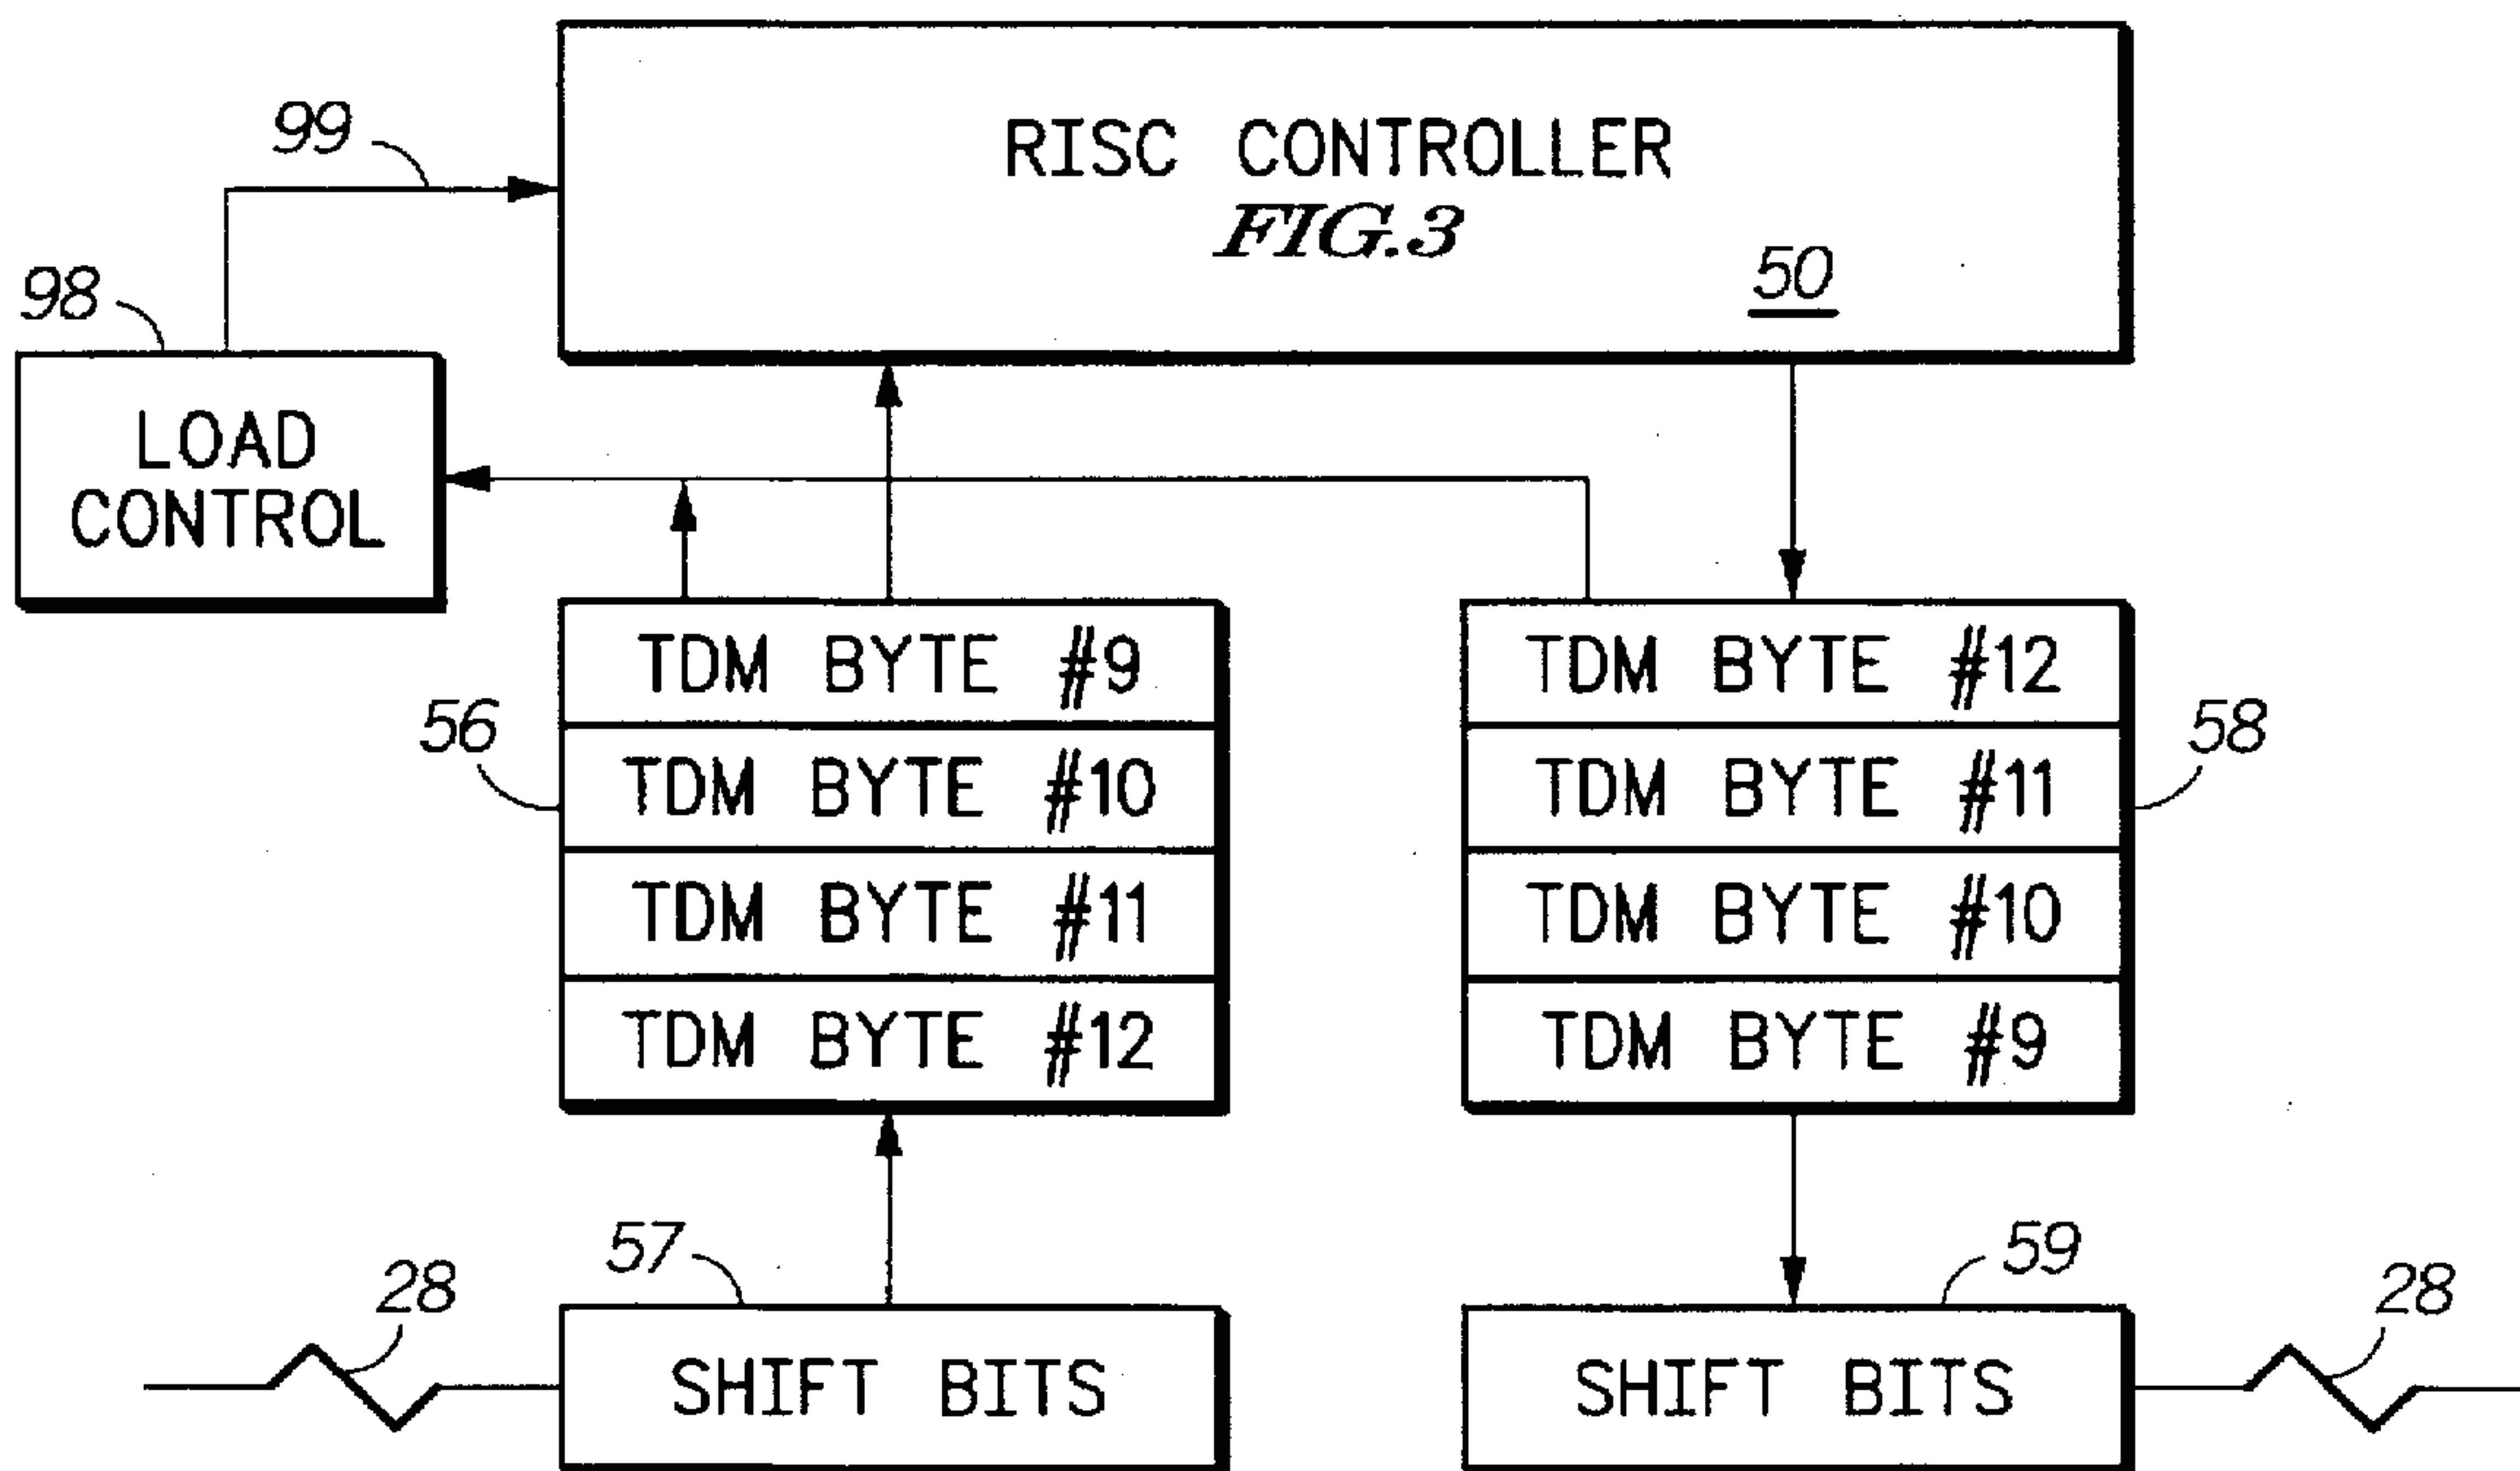 RISC CONTROLLER
FIG.3
50
99
98
LOAD
CONTROL
TDM BYTE #9
TDM BYTE #10
TDM BYTE #11
TDM BYTE #12
56
TDM BYTE #12
TDM BYTE #11
TDM BYTE #10
TDM BYTE #9
58
57
28
SHIFT BITS
59
28
SHIFT BITS